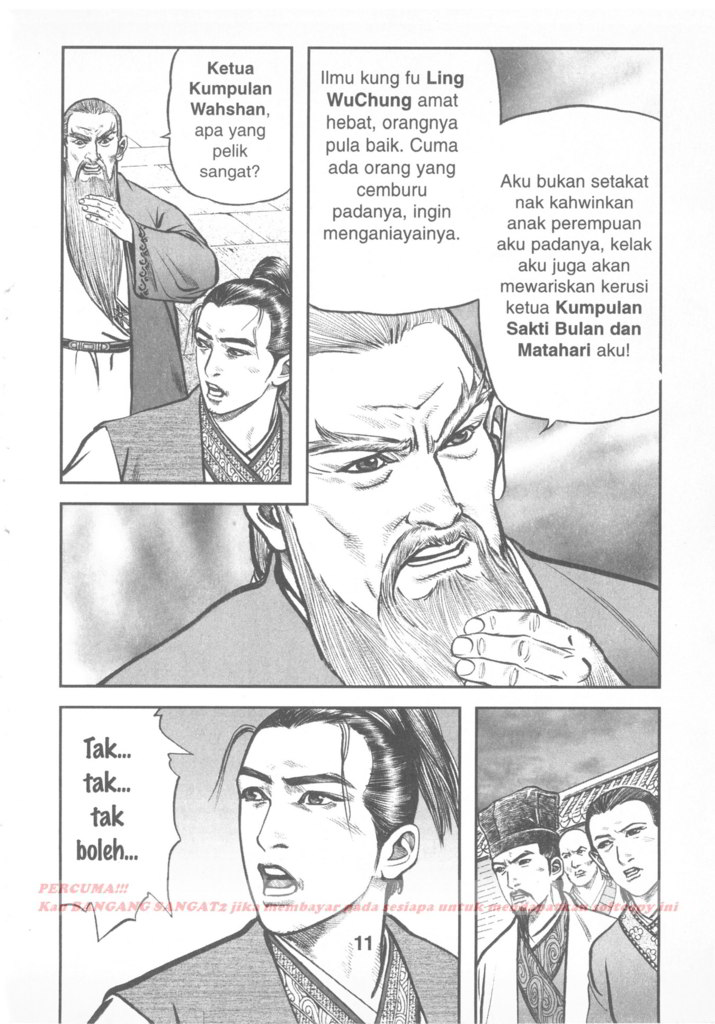 Ketua
Kumpulan
Wahshan,
apa yang
pelik
sangat?
Ilmu kung fu Ling
WuChung amat
hebat, orangnya
pula baik. Cuma
ada orang yang
cemburu
padanya, ingin
menganiayainya.
Aku bukan setakat
nak kahwinkan
anak perempuan
aku padanya, kelak
aku juga akan
mewariskan kerusi
ketua Kumpulan
Sakti Bulan dan
Matahari aku!
Tak...
tak...
tak
boleh...
PERCUMA!!!
Kau SANGANG SANGAT2 jika membayar pada sesiapa untuk mendapatkan softcopy ini
11